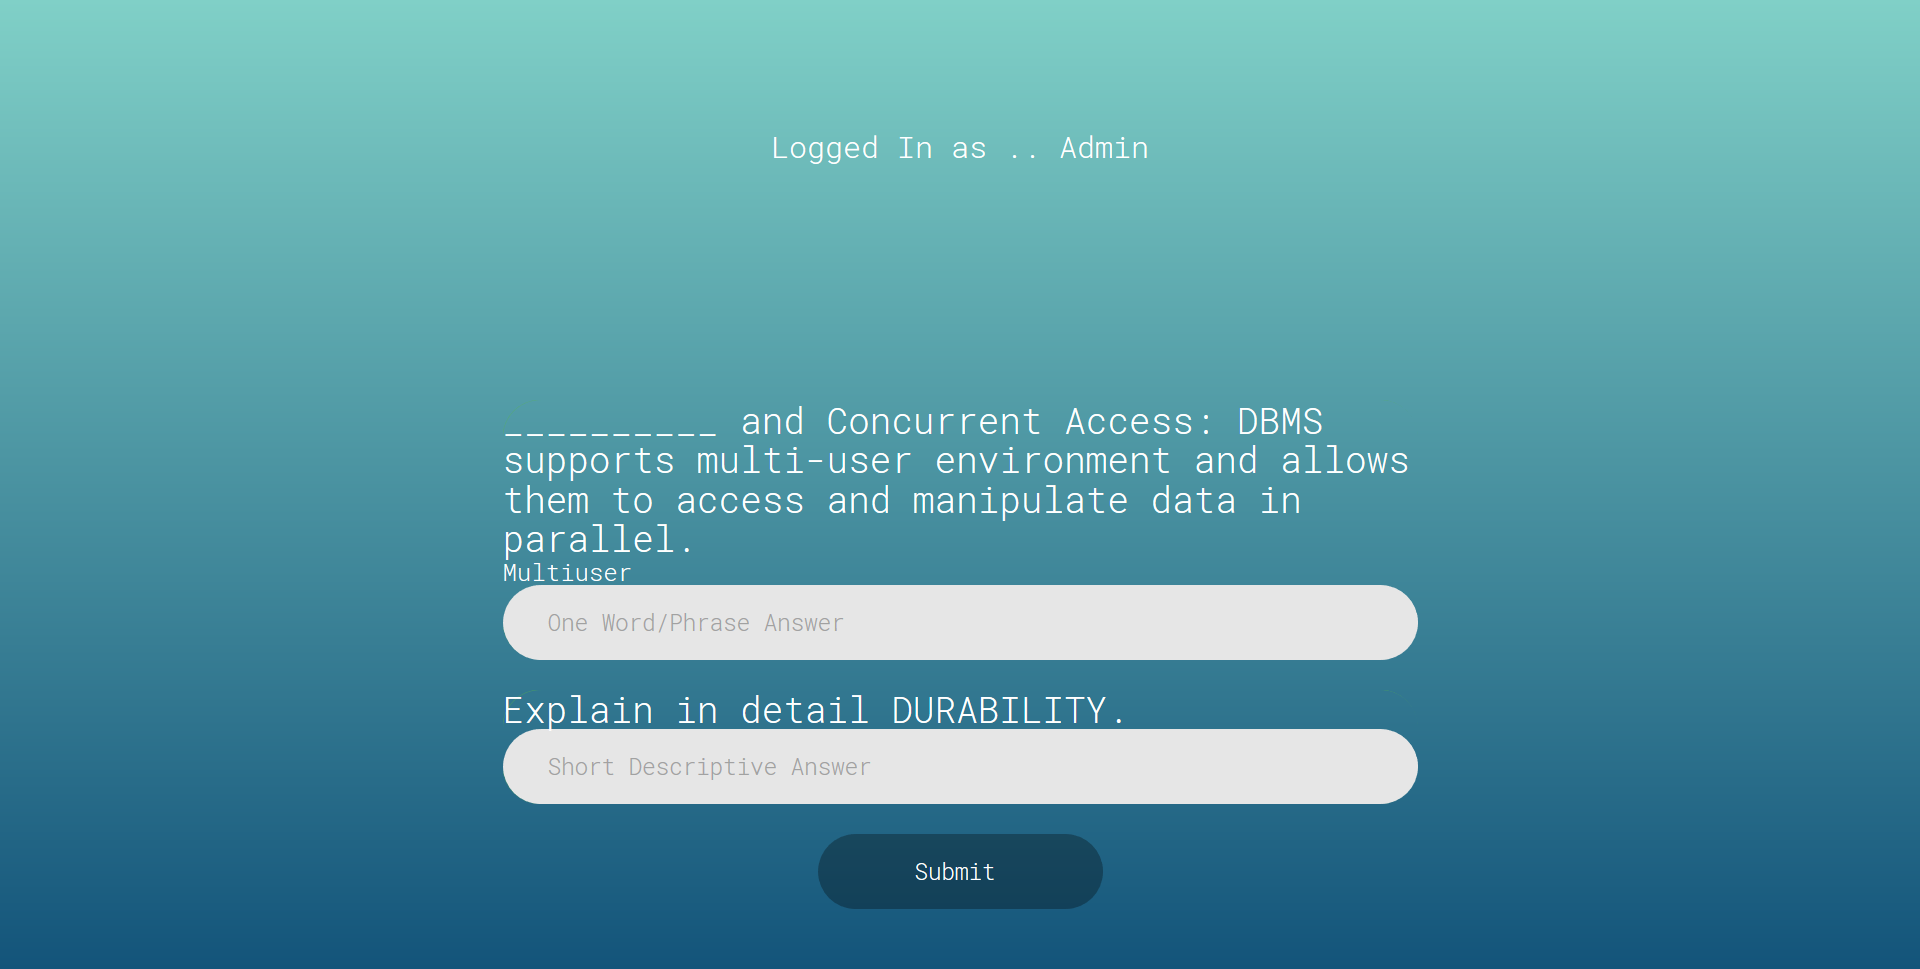 Logged In as .. Admin
__________ and Concurrent Access: DBMS
supports multi-user environment and allows
them to access and manipulate data in
parallel.
Multiuser
One Word/Phrase Answer
Explain in detail DURABILITY.
Short Descriptive Answer
Submit